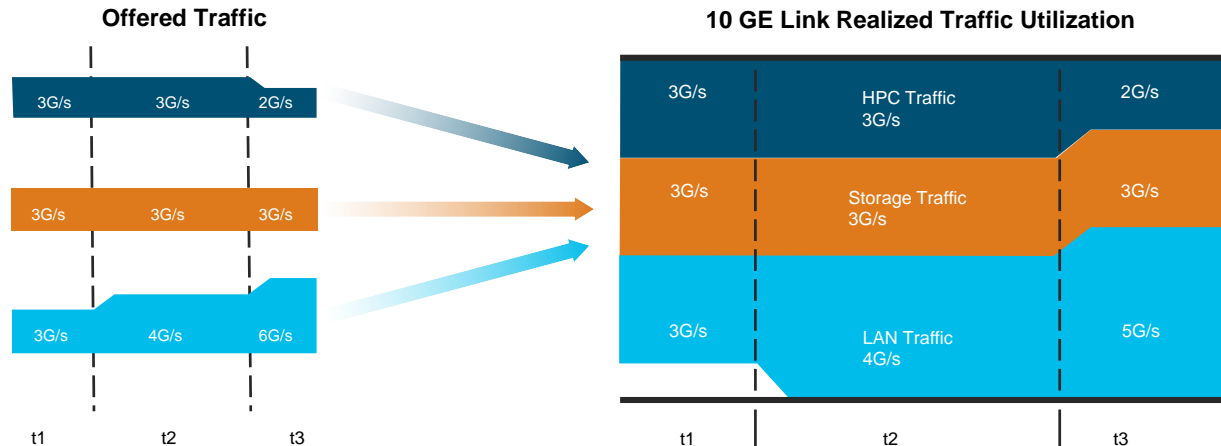 Offered Traffic
10 GE Link Realized Traffic Utilization
3G/s
3G/s
2G/s
3G/s
3G/s
3G/s
3G/s
4G/s
6G/s
t1
t2
t3
3G/s
HPC Traffic
3G/s
2G/s
3G/s
Storage Traffic
3G/s
3G/s
3G/s
LAN Traffic
4G/s
5G/s
t1
t2
t3